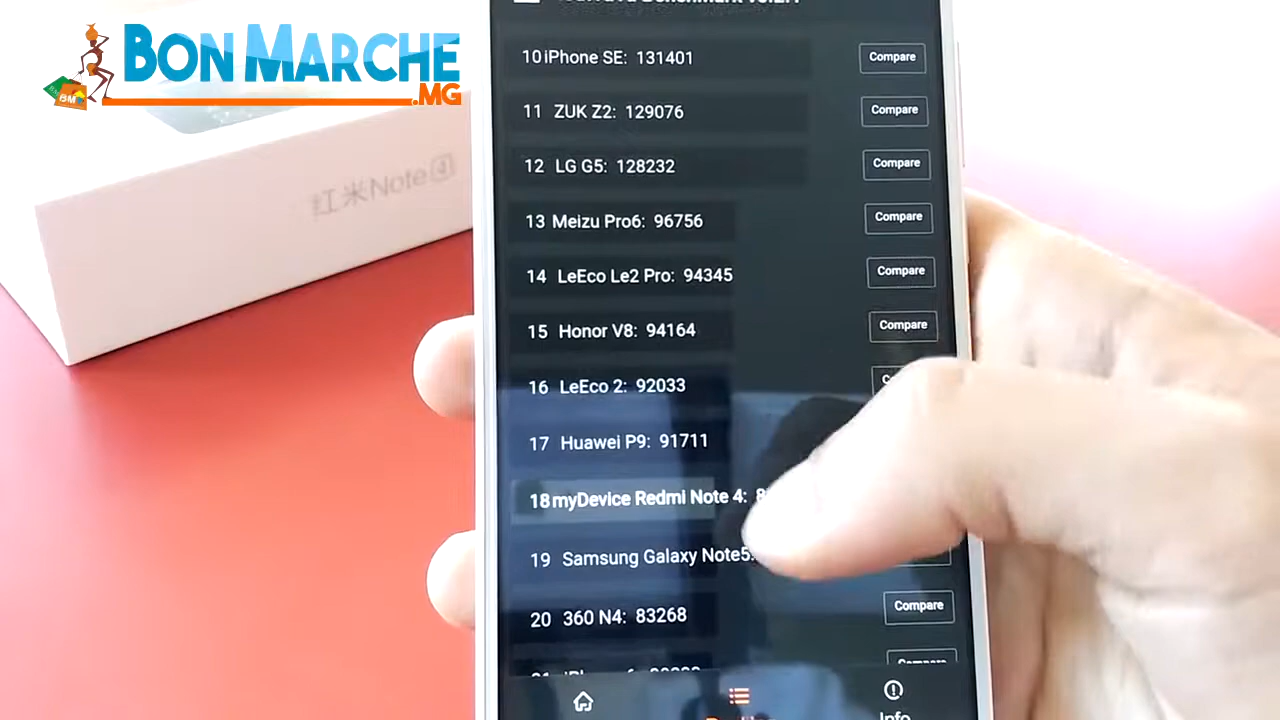 BON MARCHE
.MG
BM
红米Note4
10 iPhone SE: 131401 Compare
11 ZUK Z2: 129076 Compare
12 LG G5: 128232 Compare
13 Meizu Pro6: 96756 Compare
14 LeEco Le2 Pro: 94345 Compare
15 Honor V8: 94164 Compare
16 LeEco 2: 92033
17 Huawei P9: 91711
18 myDevice Redmi Note 4:
19 Samsung Galaxy Note5:
20 360 N4: 83268 Compare
Compare
Info